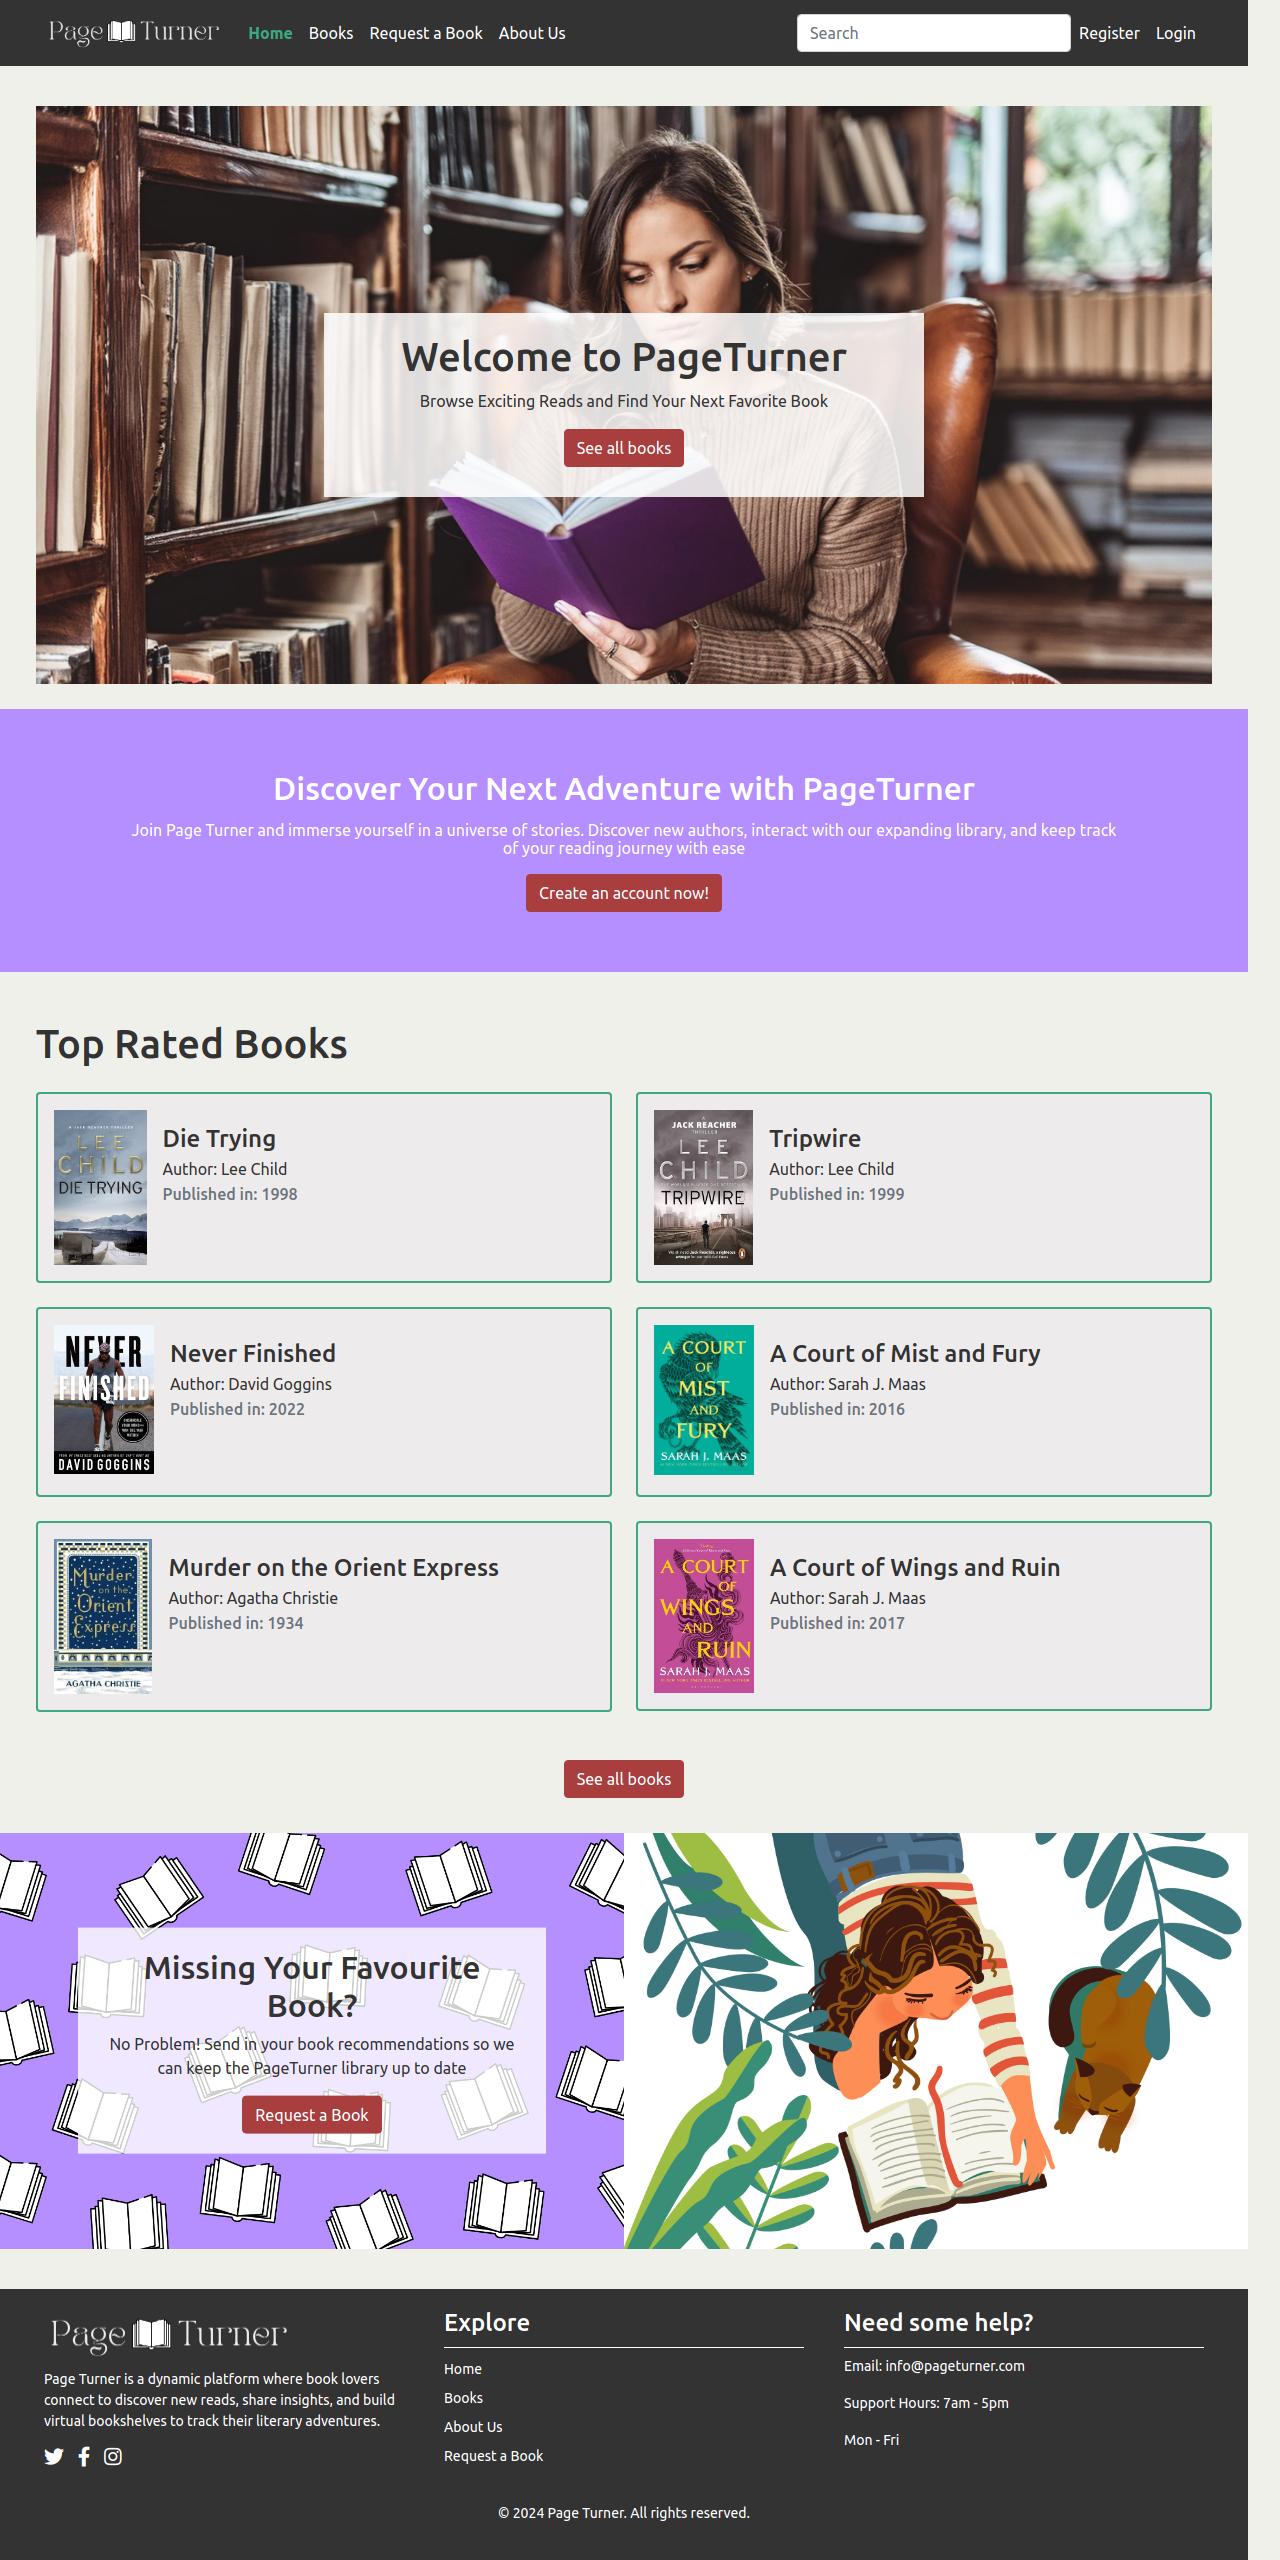 Page Turner
Home Books Request a Book About Us
Search
Register Login
Welcome to PageTurner
Browse Exciting Reads and Find Your Next Favorite Book
See all books
Discover Your Next Adventure with PageTurner
Join Page Turner and immerse yourself in a universe of stories. Discover new authors, interact with our expanding library, and keep track
of your reading journey with ease
Create an account now!
Top Rated Books
A JACK REACHER THRILLER
LEE
CHILD
DIE TRYING
Die Trying
Author: Lee Child
Published in: 1998
A
JACK REACHER
THRILLER
LEE
CHILD
TRIPWIRE
Tripwire
Author: Lee Child
Published in: 1999
NEVER
FINISHED
DAVID GOGGINS
Never Finished
Author: David Goggins
Published in: 2022
A COURT
OF
MIST
AND
FURY
SARAH J. MAAS
A Court of Mist and Fury
Author: Sarah J. Maas
Published in: 2016
Murder
on the
Orient
Express
AGATHA CHRISTIE
Murder on the Orient Express
Author: Agatha Christie
Published in: 1934
A COURT
OF
WINGS
AND
RUIN
SARAH J. MAAS
A Court of Wings and Ruin
Author: Sarah J. Maas
Published in: 2017
See all books
Missing Your Favourite
Book?
No Problem! Send in your book recommendations so we
can keep the PageTurner library up to date
Request a Book
Page Turner
Page Turner is a dynamic platform where book lovers
connect to discover new reads, share insights, and build
virtual bookshelves to track their literary adventures.
Explore
Home
Books
About Us
Request a Book
Need some help?
Email: info@pageturner.com
Support Hours: 7am - 5pm
Mon - Fri
© 2024 Page Turner. All rights reserved.